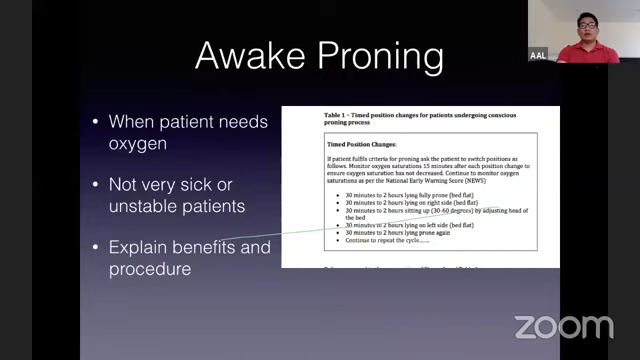 Awake Proning
AAL
• When patient needs
oxygen
• Not very sick or
unstable patients
• Explain benefits and
procedure
Table 1 – Timed position changes for patients undergoing conscious
proning process
Timed Position Changes:
If patient fulfils criteria for proning ask the patient to switch positions as
follows. Monitor oxygen saturations 15 minutes after each position change to
ensure oxygen saturation has not decreased. Continue to monitor oxygen
saturations as per the National Early Warning Score (NEWS)
• 30 minutes to 2 hours lying fully prone (bed flat)
• 30 minutes to 2 hours lying on right side (bed flat)
• 30 minutes to 2 hours sitting up (30-60 degrees) by adjusting head of
the bed
• 30 minutes to 2 hours lying on left side (bed flat)
• 30 minutes to 2 hours lying prone again
• Continue to repeat the cycle......
zoom